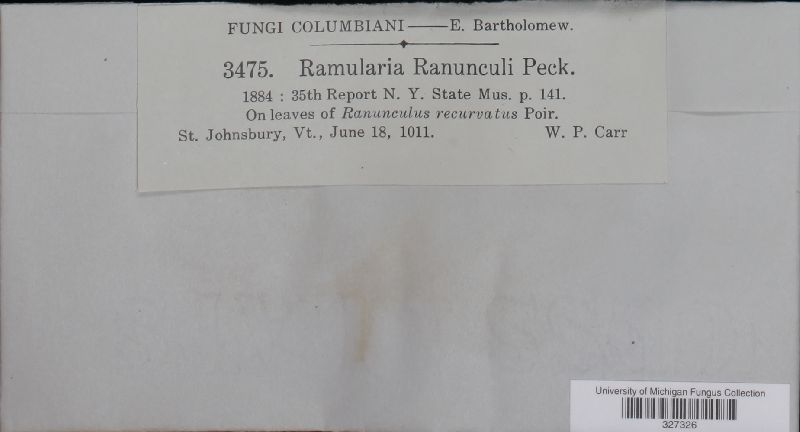 FUNGI COLUMBIANI——E. Bartholomew.
3475. Ramularia Ranunculi Peck.
1884 : 35th Report N. Y. State Mus. p. 141.
On leaves of Ranunculus recurvatus Poir.
St. Johnsbury, Vt., June 18, 1011. W. P. Carr
University of Michigan Fungus Collection
327326